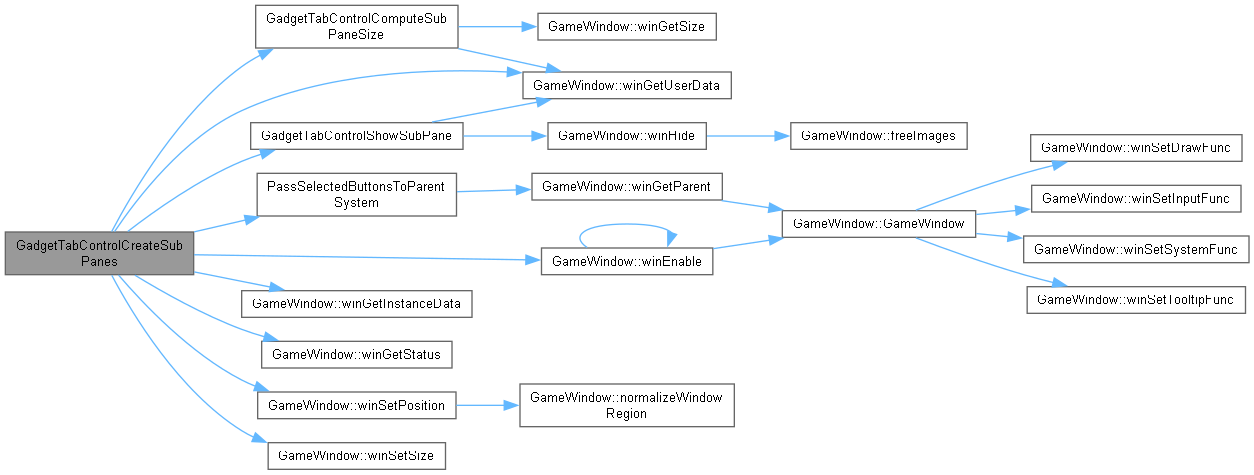 GadgetTabControlComputeSub
PaneSize
GameWindow::winGetSize
GameWindow::winGetUserData
GadgetTabControlShowSubPane
GameWindow::winHide
GameWindow::freeImages
GameWindow::winSetDrawFunc
PassSelectedButtonsToParent
System
GameWindow::winGetParent
GameWindow::winSetInputFunc
GameWindow::GameWindow
GadgetTabControlCreateSub
Panes
GameWindow::winEnable
GameWindow::winSetSystemFunc
GameWindow::winGetInstanceData
GameWindow::winSetTooltipFunc
GameWindow::winGetStatus
GameWindow::winSetPosition
GameWindow::normalizeWindow
Region
GameWindow::winSetSize